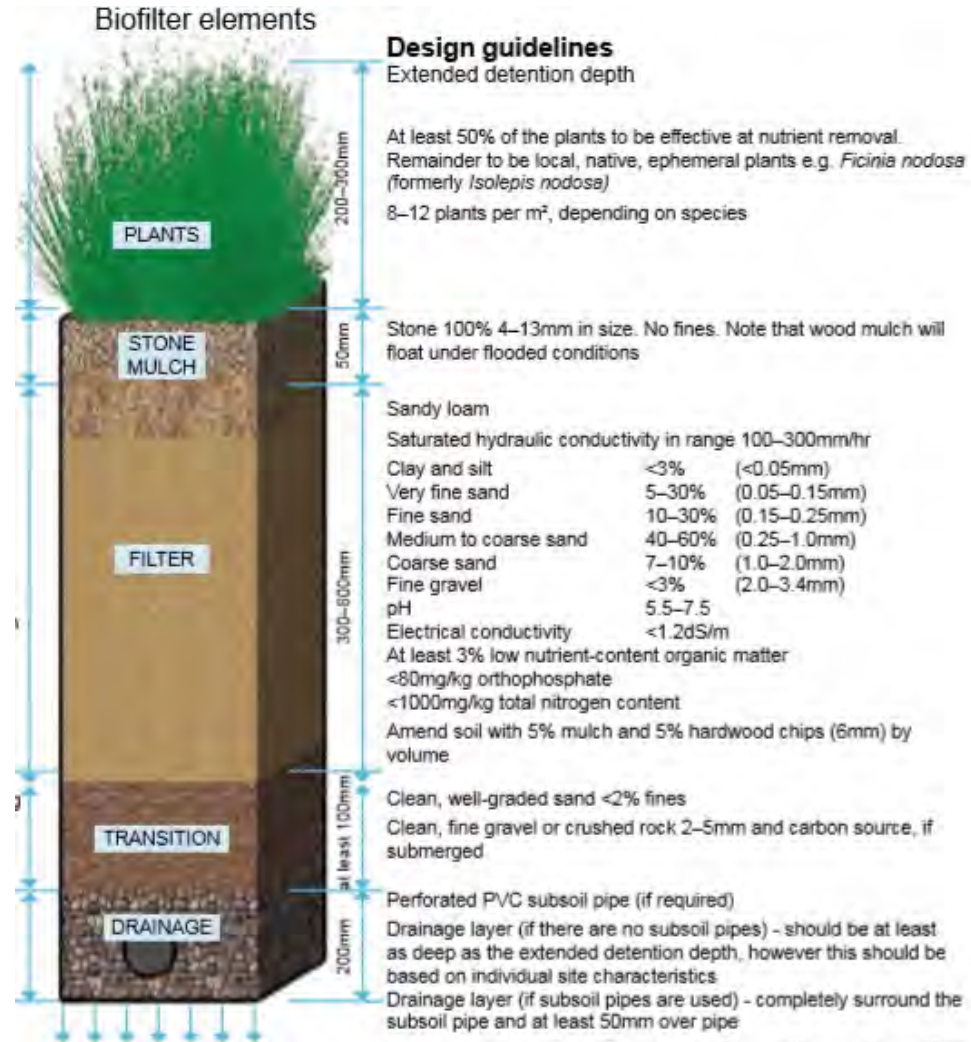 Biofilter elements
Design guidelines
Extended detention depth
200–300mm
At least 50% of the plants to be effective at nutrient removal.
Remainder to be local, native, ephemeral plants e.g. Ficinia nodosa
(formerly Isolepis nodosa)
8–12 plants per m², depending on species
PLANTS
STONE
MULCH
50mm
Stone 100% 4–13mm in size. No fines. Note that wood mulch will
float under flooded conditions
FILTER
Sandy loam
Saturated hydraulic conductivity in range 100–300mm/hr
Clay and silt <3% (<0.05mm)
Very fine sand 5–30% (0.05–0.15mm)
Fine sand 10–30% (0.15–0.25mm)
Medium to coarse sand 40–60% (0.25–1.0mm)
Coarse sand 7–10% (1.0–2.0mm)
Fine gravel <3% (2.0–3.4mm)
pH 5.5–7.5
Electrical conductivity <1.2dS/m
At least 3% low nutrient-content organic matter
<80mg/kg orthophosphate
<1000mg/kg total nitrogen content
Amend soil with 5% mulch and 5% hardwood chips (6mm) by
volume
TRANSITION
at least 100mm
Clean, well-graded sand <2% fines
Clean, fine gravel or crushed rock 2–5mm and carbon source, if
submerged
DRAINAGE
200mm
Perforated PVC subsoil pipe (if required)
Drainage layer (if there are no subsoil pipes) - should be at least
as deep as the extended detention depth, however this should be
based on individual site characteristics
Drainage layer (if subsoil pipes are used) - completely surround the
subsoil pipe and at least 50mm over pipe